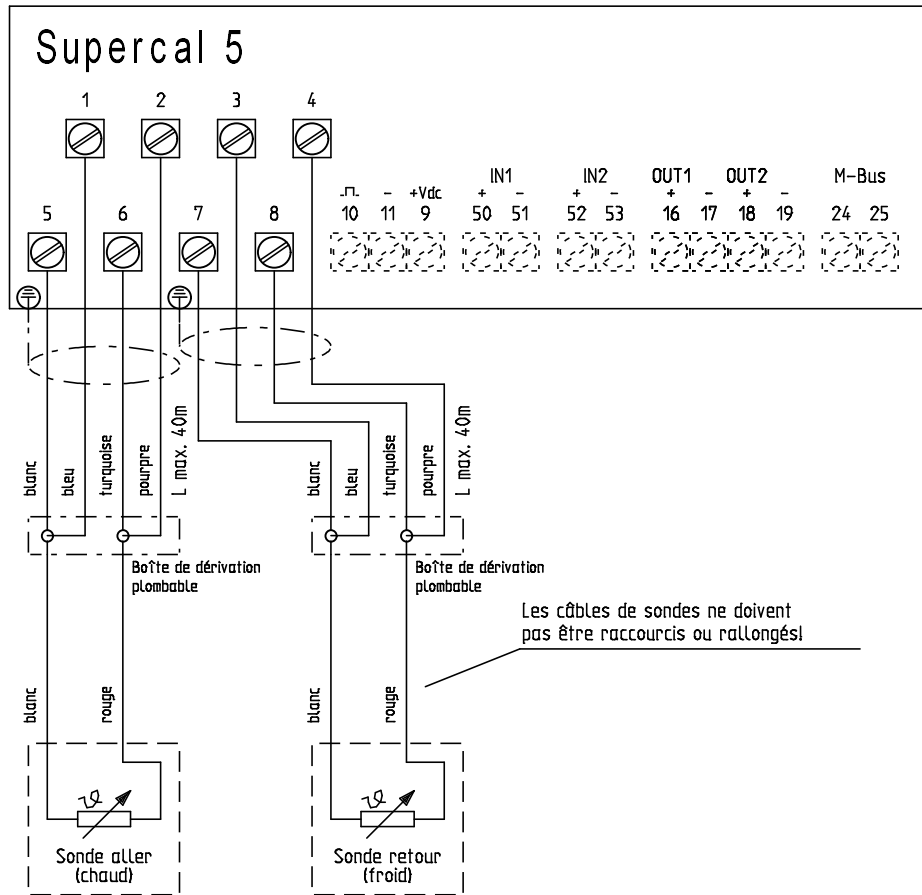 Supercal 5
1 2 3 4
IN1 IN2 OUT1 OUT2 M-Bus
- +Vdc + - + - + - + -
5 6 7 8 10 11 9 50 51 52 53 16 17 18 19 24 25
blanc
bleu
turquoise
pourpre
L max. 40m
blanc
bleu
turquoise
pourpre
L max. 40m
Boîte de dérivation
plombable
Boîte de dérivation
plombable
Les câbles de sondes ne doivent
pas être raccourcis ou rallongés!
blanc
rouge
blanc
rouge
Sonde aller
(chaud)
Sonde retour
(froid)